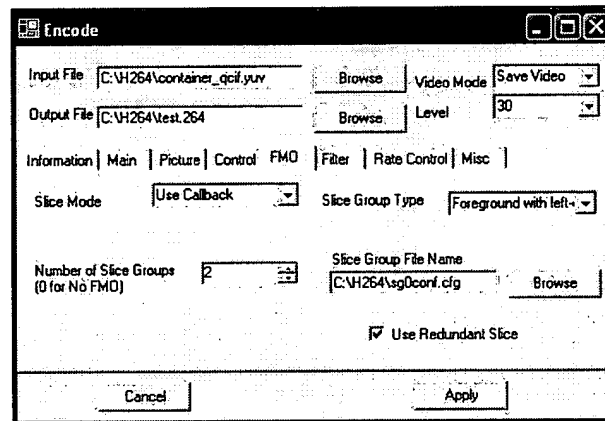 Encode
Input File C:\H264\container_qcif.yuv Browse Video Mode Save Video
Output File C:\H264\test.264 Browse Level 30
Information Main Picture Control FMO Filter Rate Control Misc
Slice Mode Use Callback Slice Group Type Foreground with left-
Number of Slice Groups 2 Slice Group File Name
(0 for No FMO) C:\H264\sg0conf.cfg Browse
Use Redundant Slice
Cancel Apply